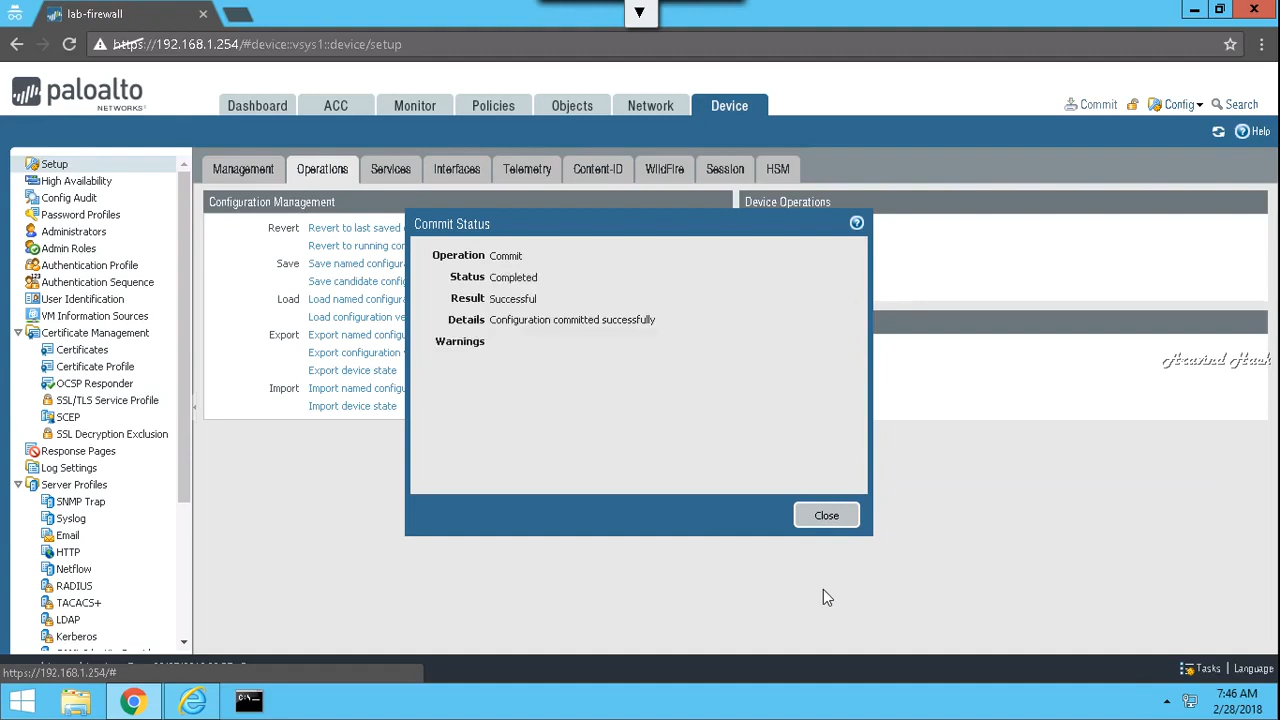 lab-firewall
https://192.168.1.254/#device::vsys1::device/setup
paloalto
NETWORKS
Dashboard
ACC
Monitor
Policies
Objects
Network
Device
Commit
Config
Search
Help
Setup
High Availability
Config Audit
Password Profiles
Administrators
Admin Roles
Authentication Profile
Authentication Sequence
User Identification
VM Information Sources
Certificate Management
Certificates
Certificate Profile
OCSP Responder
SSL/TLS Service Profile
SCEP
SSL Decryption Exclusion
Response Pages
Log Settings
Server Profiles
SNMP Trap
Syslog
Email
HTTP
Netflow
RADIUS
TACACS+
LDAP
Kerberos
Management
Operations
Services
Interfaces
Telemetry
Content-ID
WildFire
Session
HSM
Configuration Management
Revert
Revert to last saved
Revert to running
Save
Save named
Save candidate
Load
Load named
Load configuration
Export
Export named
Export configuration
Export device state
Import
Import named
Import device state
Device Operations
Commit Status
Operation Commit
Status Completed
Result Successful
Details Configuration committed successfully
Warnings
Close
Aravind Hash
https://192.168.1.254/#
Tasks
Language
7:46 AM
2/28/2018